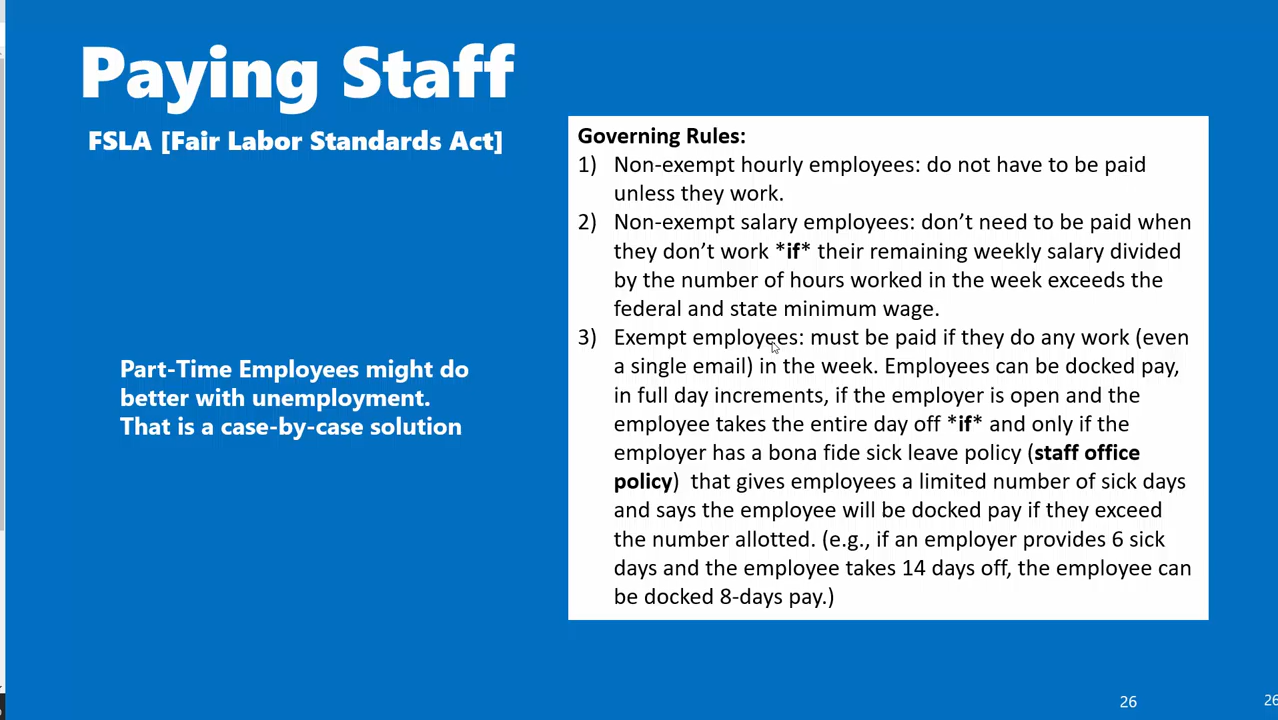 Paying Staff
FSLA [Fair Labor Standards Act]
Part-Time Employees might do
better with unemployment.
That is a case-by-case solution
Governing Rules:
1) Non-exempt hourly employees: do not have to be paid
unless they work.
2) Non-exempt salary employees: don’t need to be paid when
they don’t work *if* their remaining weekly salary divided
by the number of hours worked in the week exceeds the
federal and state minimum wage.
3) Exempt employees: must be paid if they do any work (even
a single email) in the week. Employees can be docked pay,
in full day increments, if the employer is open and the
employee takes the entire day off *if* and only if the
employer has a bona fide sick leave policy (staff office
policy) that gives employees a limited number of sick days
and says the employee will be docked pay if they exceed
the number allotted. (e.g., if an employer provides 6 sick
days and the employee takes 14 days off, the employee can
be docked 8-days pay.)
26
26